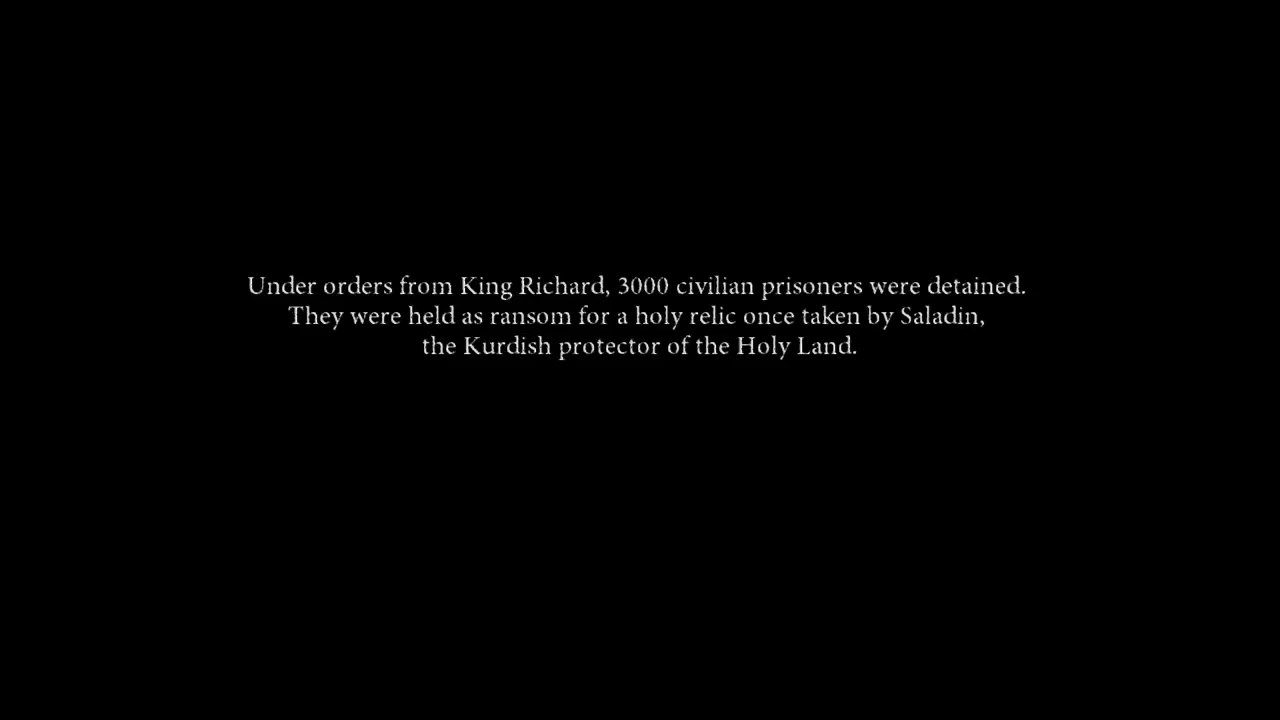 Under orders from King Richard, 3000 civilian prisoners were detained.
They were held as ransom for a holy relic once taken by Saladin,
the Kurdish protector of the Holy Land.